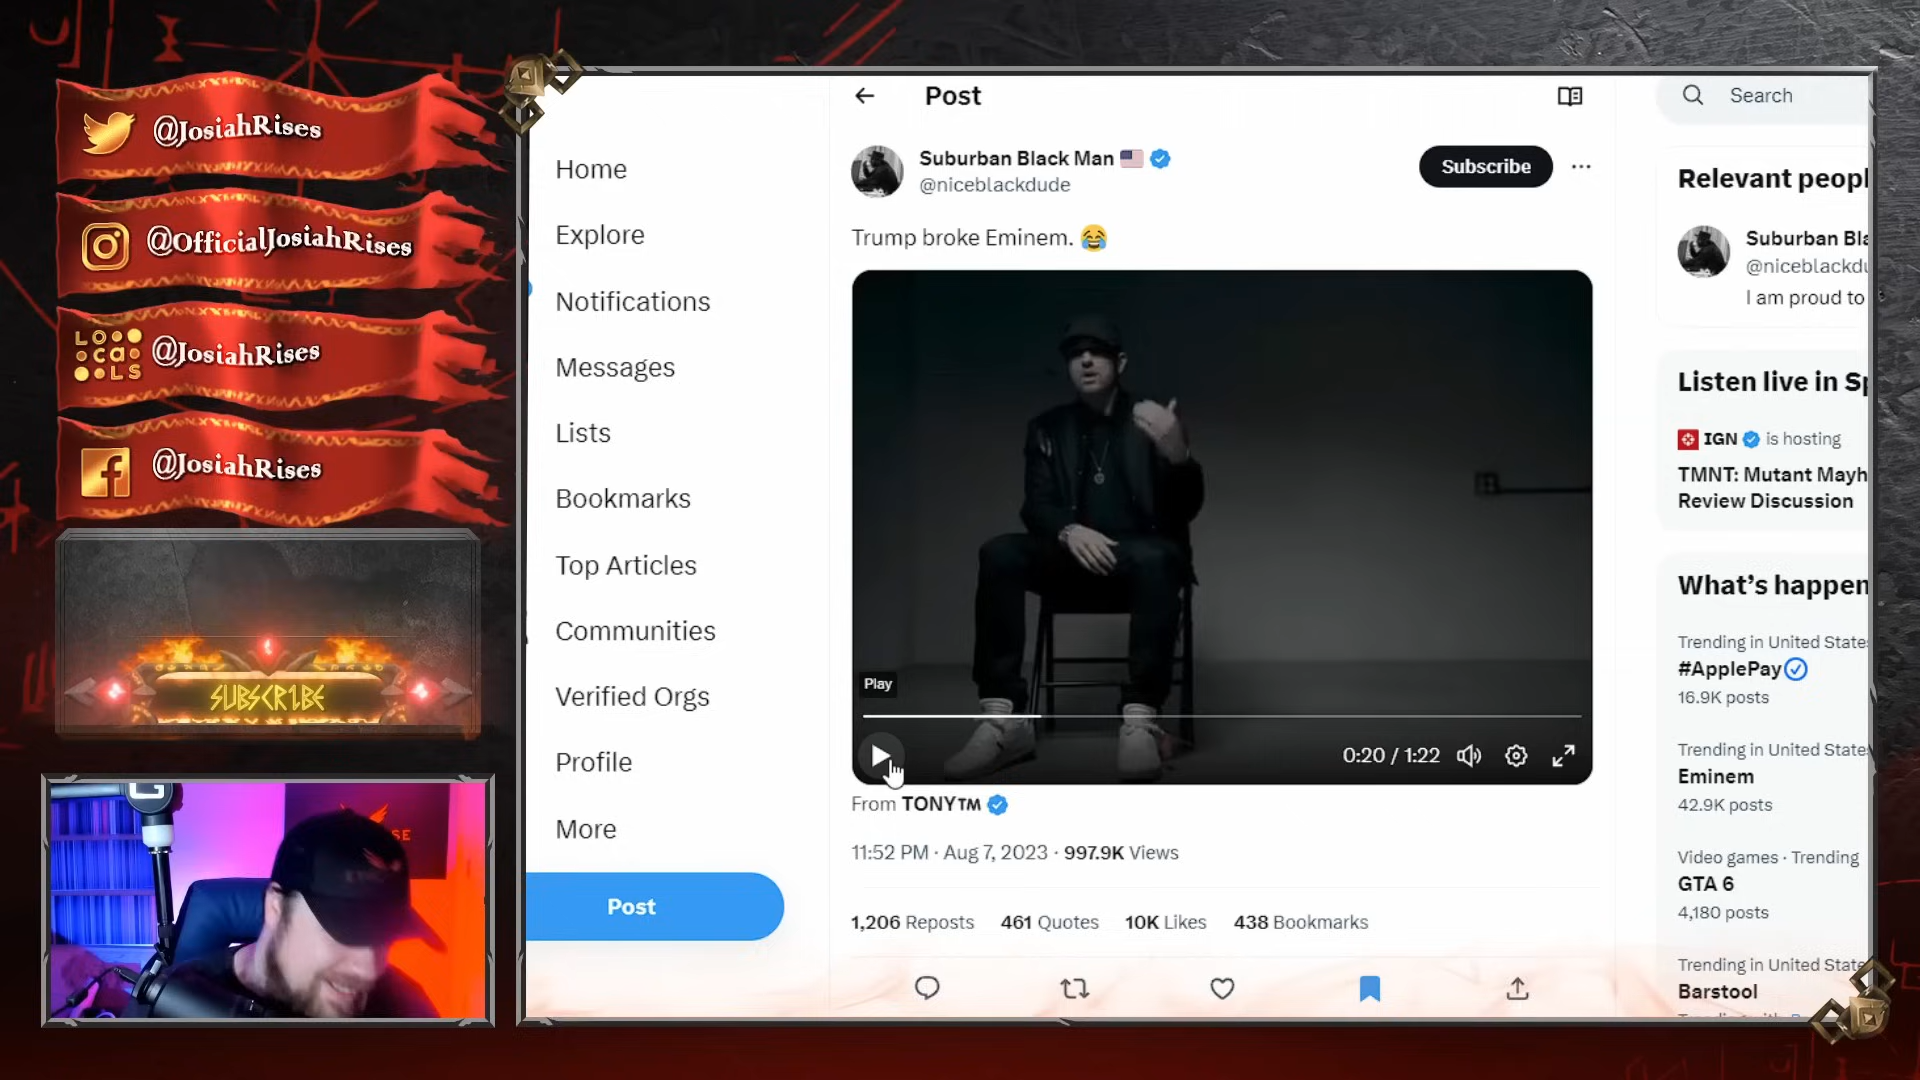 @JosiahRises
@OfficialJosiahRises
LOCALS
@JosiahRises
@JosiahRises
SUBSCRIBE
Home
Explore
Notifications
Messages
Lists
Bookmarks
Top Articles
Communities
Verified Orgs
Profile
More
Post
Post
Suburban Black Man
@niceblackdude
Subscribe
Trump broke Eminem. 😂
Play
0:20 / 1:22
From TONY™
11:52 PM · Aug 7, 2023 · 997.9K Views
1,206 Reposts 461 Quotes 10K Likes 438 Bookmarks
Search
Relevant peopl
Suburban Bla
@niceblackdu
I am proud to
Listen live in Sp
IGN is hosting
TMNT: Mutant Mayh
Review Discussion
What's happen
Trending in United States
#ApplePay
16.9K posts
Trending in United States
Eminem
42.9K posts
Video games · Trending
GTA 6
4,180 posts
Trending in United State
Barstool